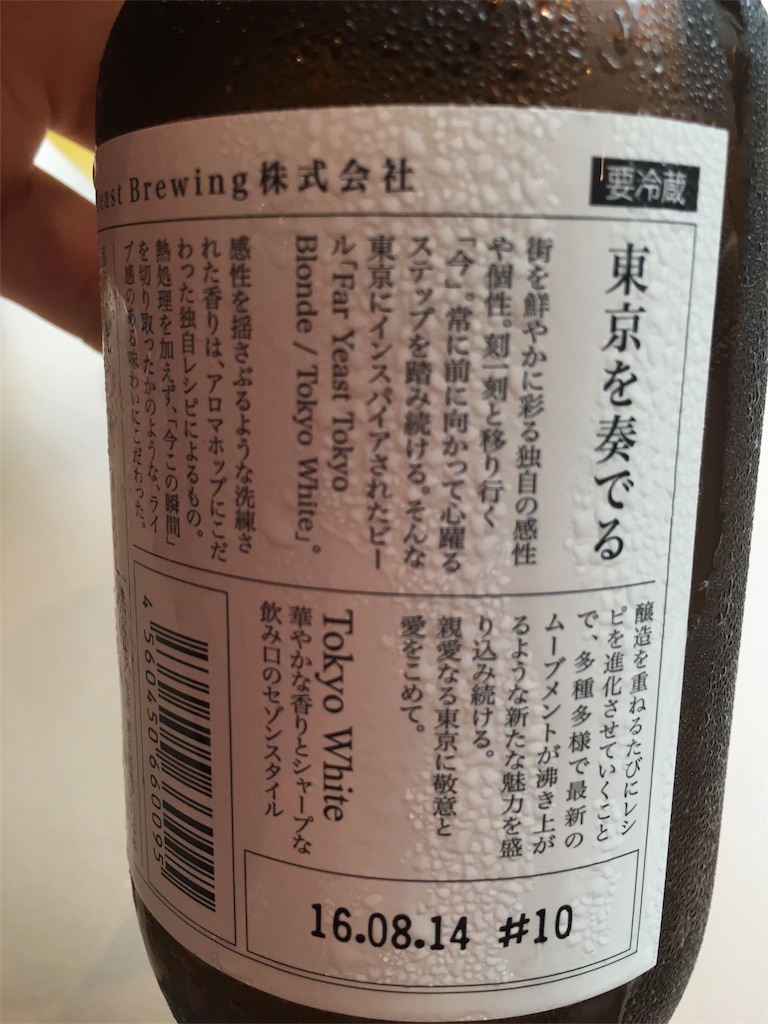 Brewing株式会社
要冷蔵
東京を奏でる
街を鮮やかに彩る独自の感性
や個性。刻一刻と移り行く
「今」。常に前に向かって心躍る
ステップを踏み続ける。そんな
東京にインスパイアされたビー
ル「Far Yeast Tokyo
Blonde / Tokyo White」。
感性を揺さぶるような洗練さ
れた香りは、アロマホップにこだ
わった独自レシピによるもの。
熱処理を加えず、「今この瞬間」
を切り取ったかのような、ライ
ブ感のある味わいにこだわった。
醸造を重ねるたびにレシ
ピを進化させていくこと
で、多種多様で最新の
ムーブメントが沸き上が
るような新たな魅力を盛
り込み続ける。
親愛なる東京に敬意と
愛をこめて。
Tokyo White
華やかな香りとシャープな
飲み口のセゾンスタイル
4 560450 660095
16.08.14 #10